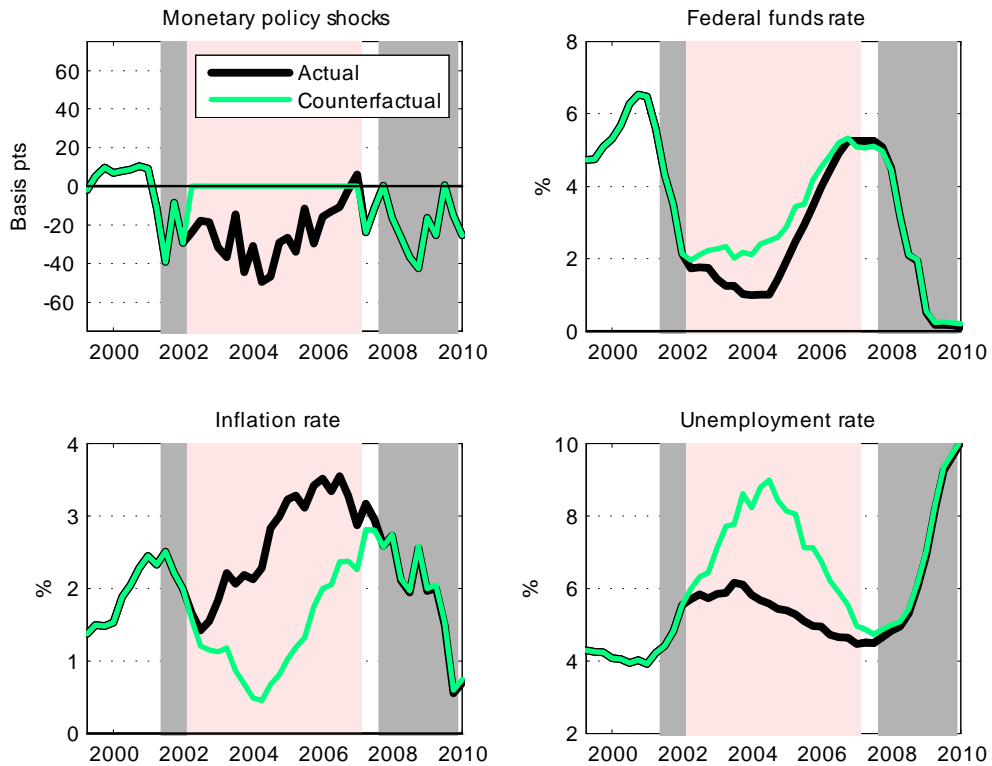 Monetary policy shocks
60
40
20
0
-20
-40
-60
Basis pts
Actual
Counterfactual
2000 2002 2004 2006 2008 2010
Federal funds rate
8
6
4
2
0
%
2000 2002 2004 2006 2008 2010
Inflation rate
4
3
2
1
0
%
2000 2002 2004 2006 2008 2010
Unemployment rate
10
8
6
4
2
%
2000 2002 2004 2006 2008 2010